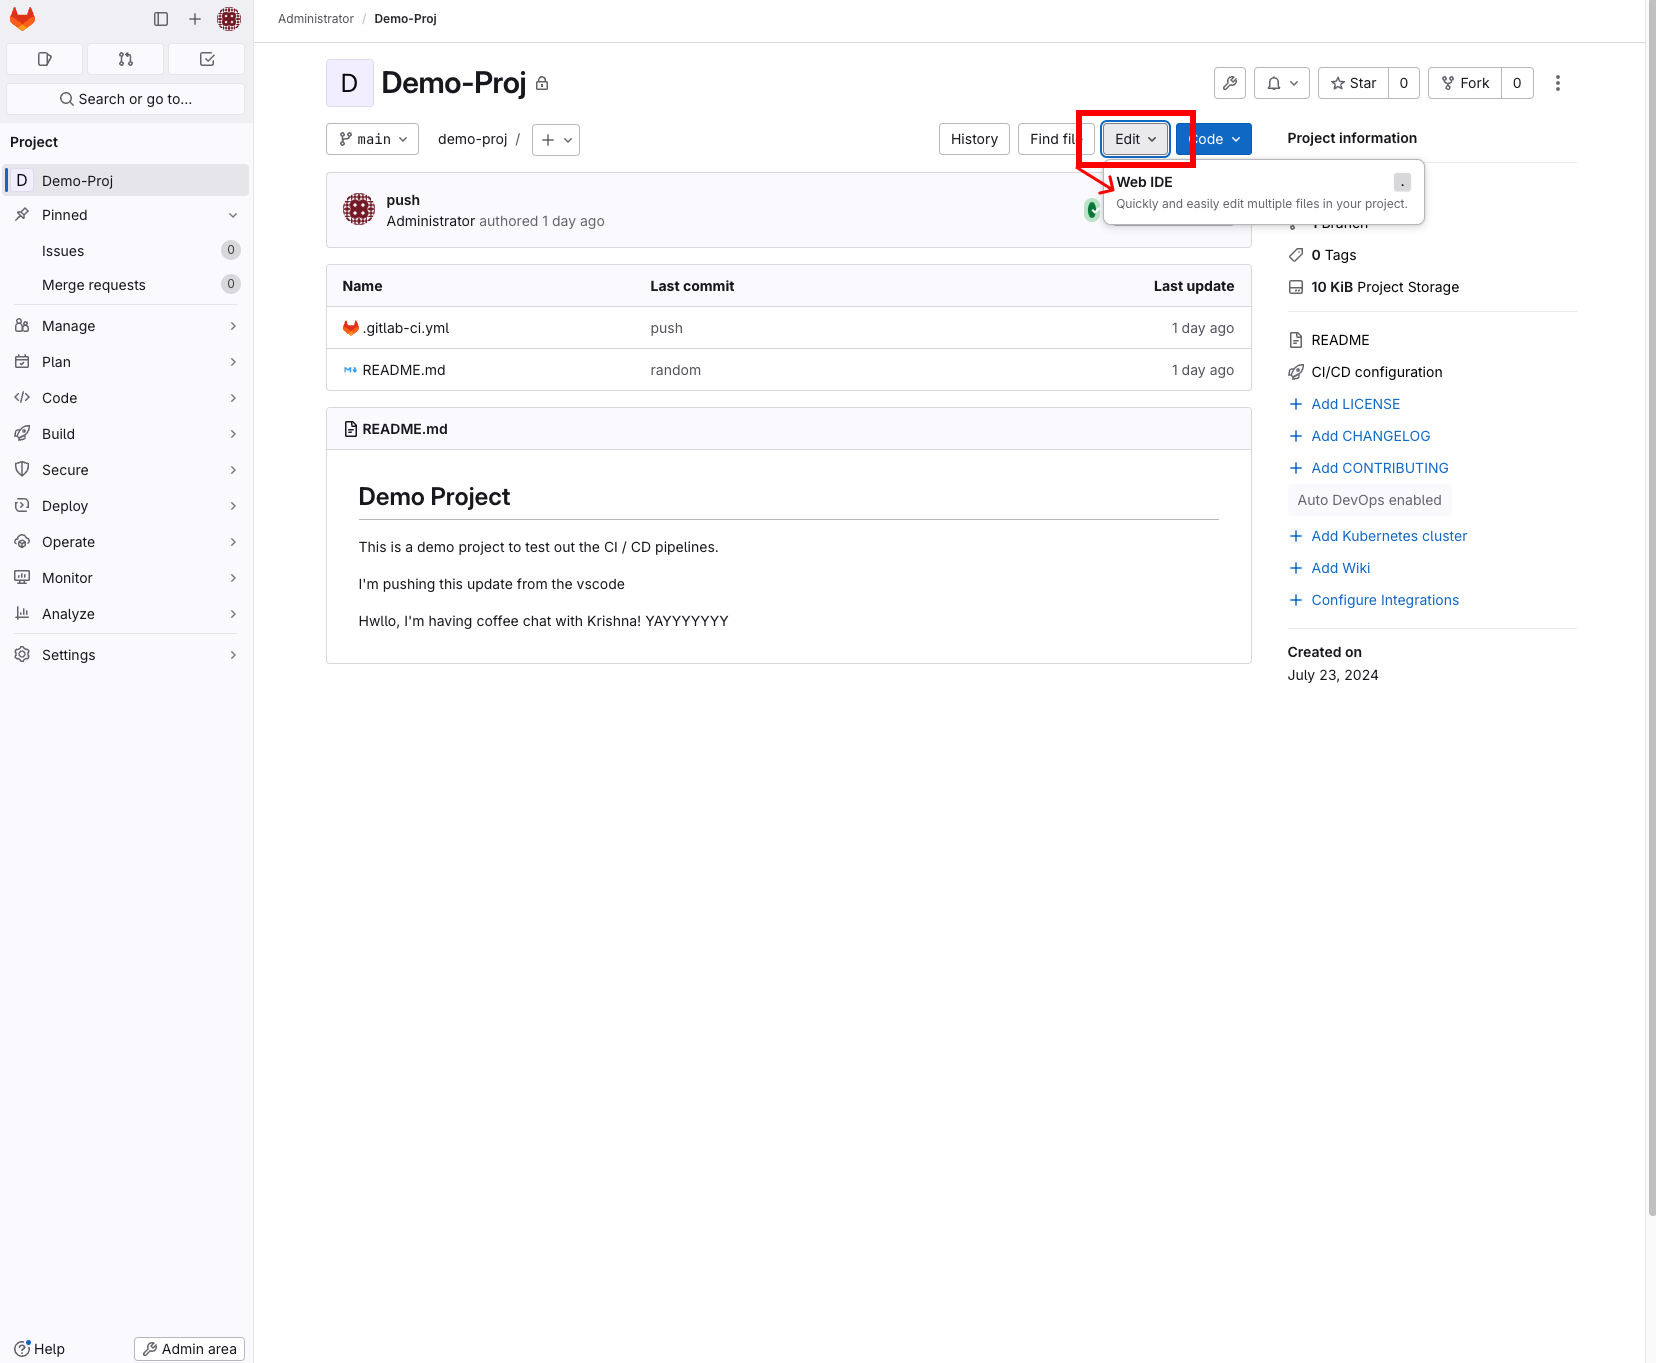 Administrator / Demo-Proj
Search or go to...
Project
D Demo-Proj
Pinned
Issues 0
Merge requests 0
Manage
Plan
Code
Build
Secure
Deploy
Operate
Monitor
Analyze
Settings
Help
Admin area
D Demo-Proj
Star 0
Fork 0
main
demo-proj /
History
Find fil
Edit
Code
Web IDE .
Quickly and easily edit multiple files in your project.
push
Administrator authored 1 day ago
Name Last commit Last update
.gitlab-ci.yml push 1 day ago
README.md random 1 day ago
README.md
Demo Project
This is a demo project to test out the CI / CD pipelines.
I'm pushing this update from the vscode
Hwllo, I'm having coffee chat with Krishna! YAYYYYYYY
Project information
1 Branch
0 Tags
10 KiB Project Storage
README
CI/CD configuration
Add LICENSE
Add CHANGELOG
Add CONTRIBUTING
Auto DevOps enabled
Add Kubernetes cluster
Add Wiki
Configure Integrations
Created on
July 23, 2024